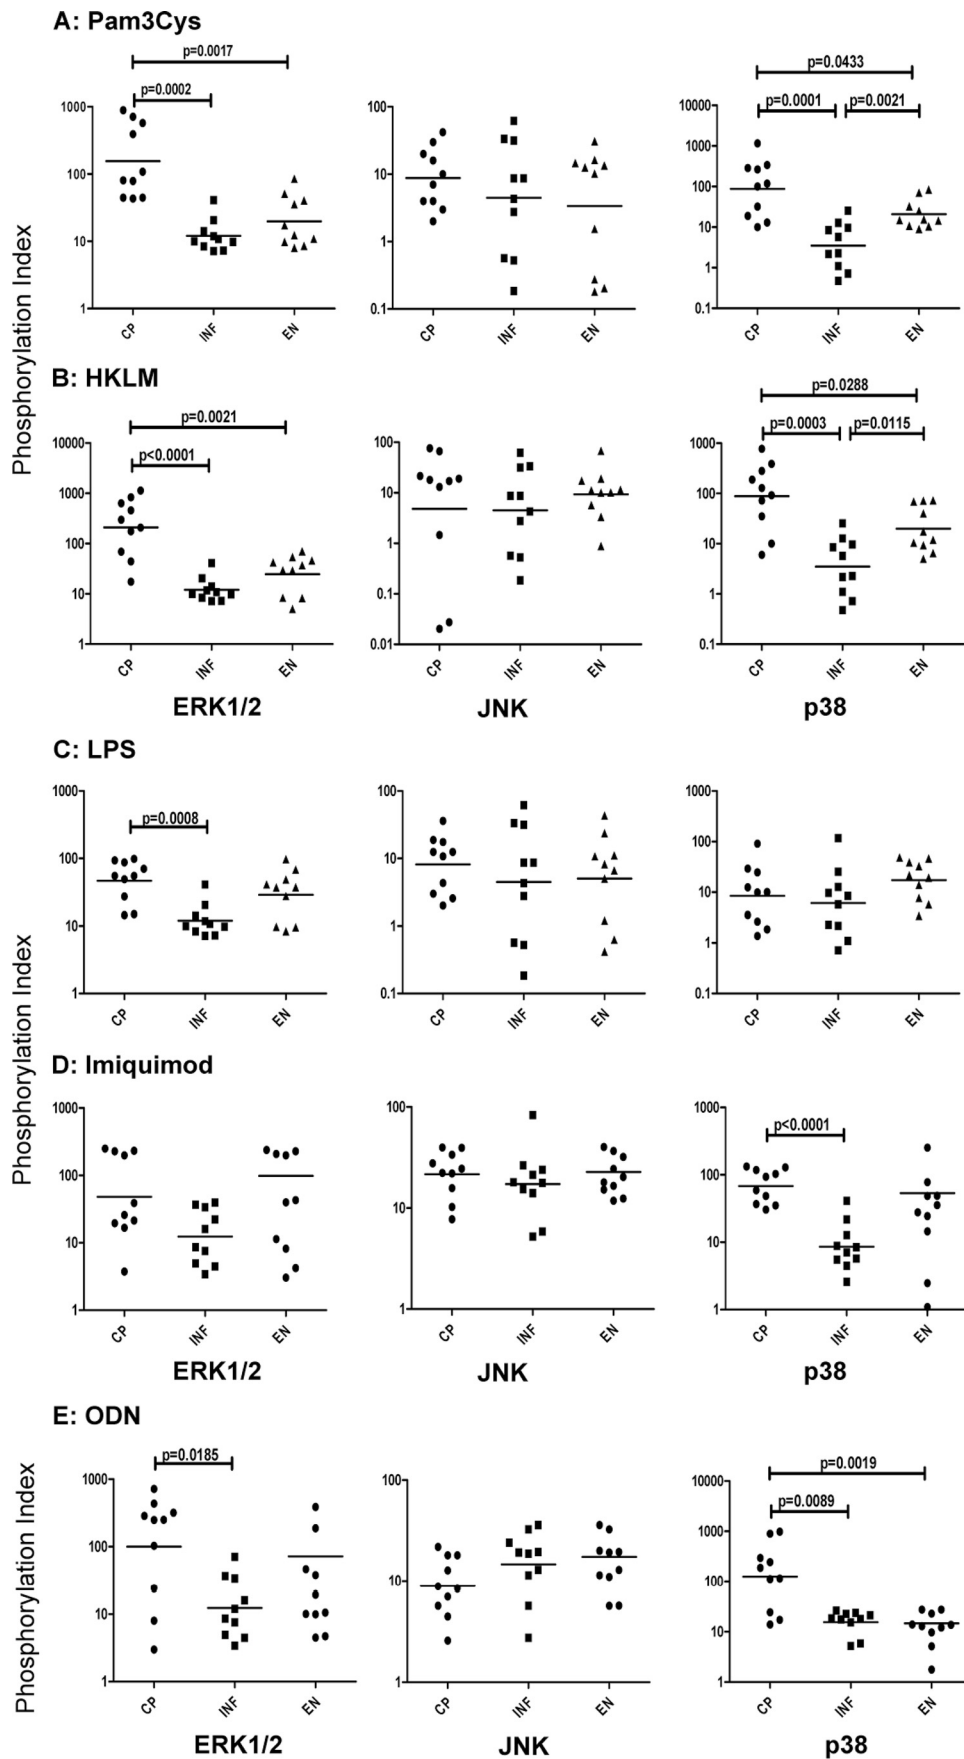 A: Pam3Cys
p=0.0017
p=0.0002
p=0.0433
p=0.0001
p=0.0021
1000
100
10
1
CP
INF
EN
100
10
1
0.1
CP
INF
EN
10000
1000
100
10
1
0.1
CP
INF
EN
Phosphorylation Index
B: HKLM
p=0.0021
p<0.0001
p=0.0288
p=0.0003
p=0.0115
10000
1000
100
10
1
CP
INF
EN
100
10
1
0.1
0.01
CP
INF
EN
1000
100
10
1
0.1
CP
INF
EN
ERK1/2
JNK
p38
C: LPS
p=0.0008
1000
100
10
1
CP
INF
EN
100
10
1
0.1
CP
INF
EN
1000
100
10
1
0.1
CP
INF
EN
Phosphorylation Index
D: Imiquimod
p<0.0001
1000
100
10
1
CP
INF
EN
100
10
1
CP
INF
EN
1000
100
10
1
CP
INF
EN
ERK1/2
JNK
p38
E: ODN
p=0.0185
p=0.0019
p=0.0089
Phosphorylation Index
1000
100
10
1
CP
INF
EN
100
10
1
CP
INF
EN
10000
1000
100
10
1
CP
INF
EN
ERK1/2
JNK
p38